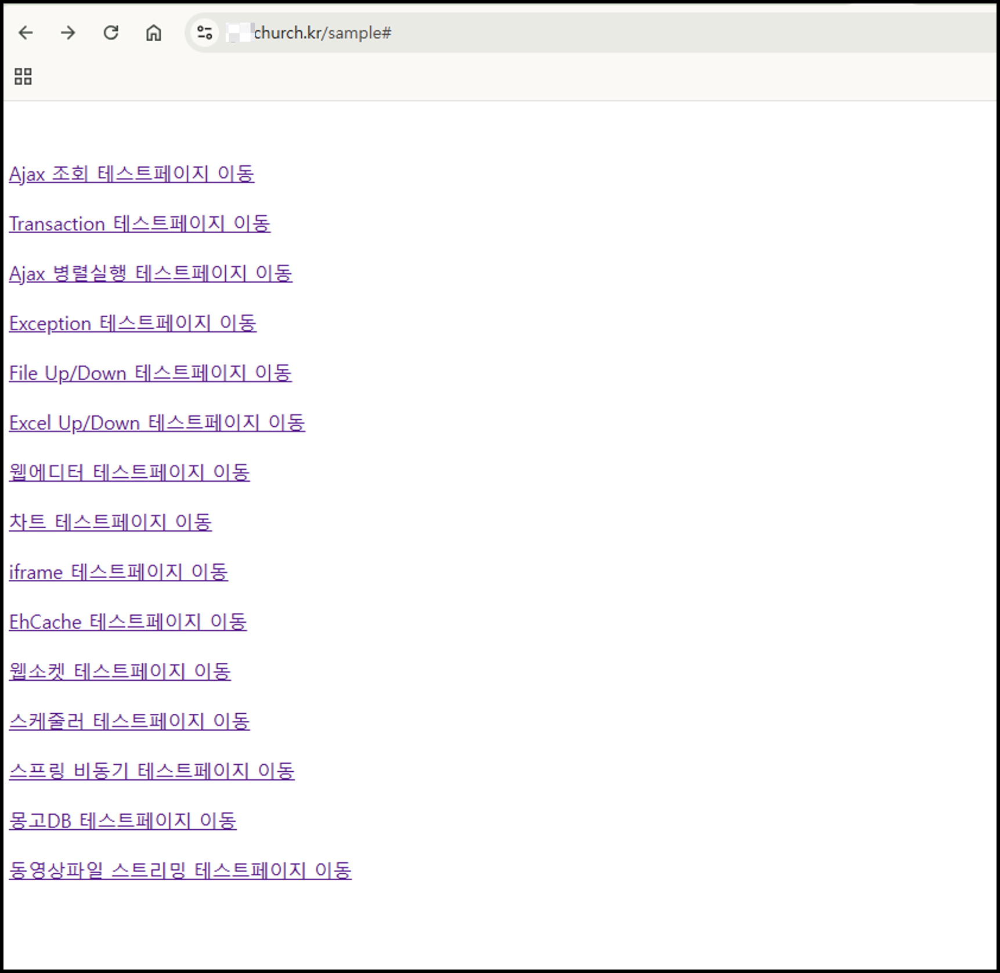 church.kr/sample#
Ajax 조회 테스트페이지 이동
Transaction 테스트페이지 이동
Ajax 병렬실행 테스트페이지 이동
Exception 테스트페이지 이동
File Up/Down 테스트페이지 이동
Excel Up/Down 테스트페이지 이동
웹에디터 테스트페이지 이동
차트 테스트페이지 이동
iframe 테스트페이지 이동
EhCache 테스트페이지 이동
웹소켓 테스트페이지 이동
스케줄러 테스트페이지 이동
스프링 비동기 테스트페이지 이동
몽고DB 테스트페이지 이동
동영상파일 스트리밍 테스트페이지 이동